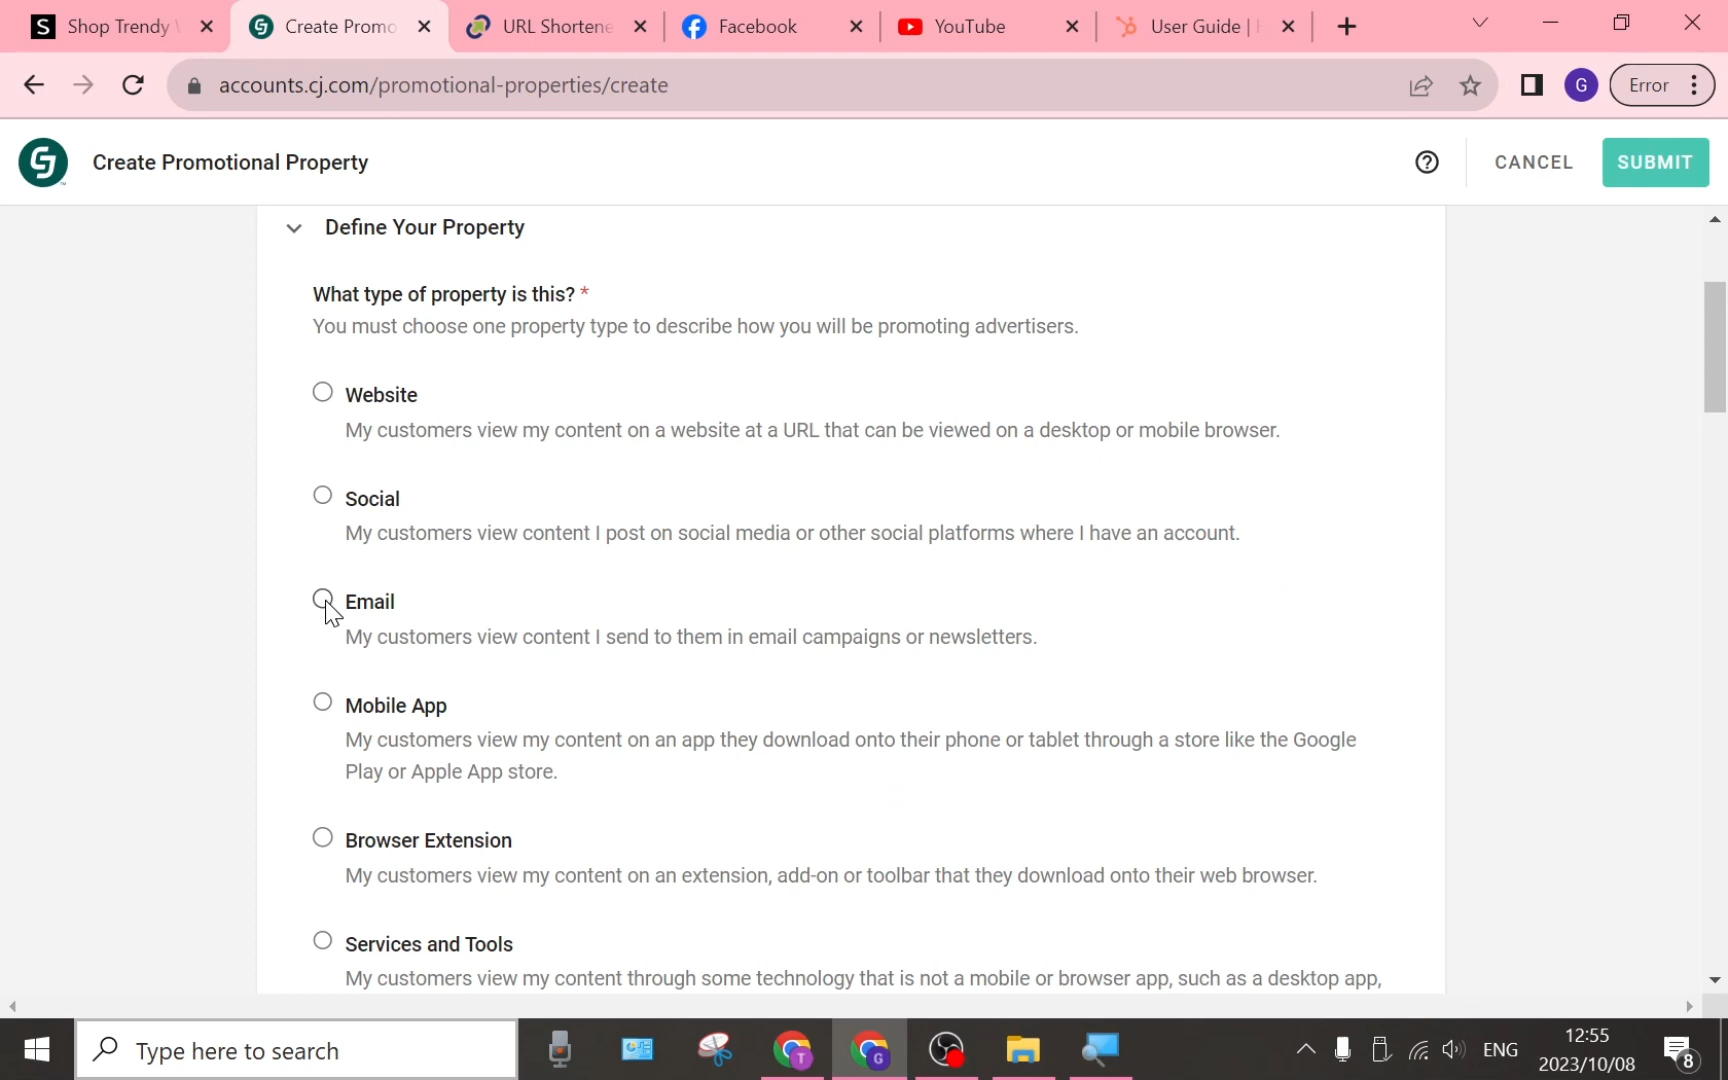 Shop Trendy
Create Promo
URL Shortene
Facebook
YouTube
User Guide |
accounts.cj.com/promotional-properties/create
G
Error
Create Promotional Property
CANCEL
SUBMIT
Define Your Property
What type of property is this? *
You must choose one property type to describe how you will be promoting advertisers.
Website
My customers view my content on a website at a URL that can be viewed on a desktop or mobile browser.
Social
My customers view content I post on social media or other social platforms where I have an account.
Email
My customers view content I send to them in email campaigns or newsletters.
Mobile App
My customers view my content on an app they download onto their phone or tablet through a store like the Google
Play or Apple App store.
Browser Extension
My customers view my content on an extension, add-on or toolbar that they download onto their web browser.
Services and Tools
My customers view my content through some technology that is not a mobile or browser app, such as a desktop app,
Type here to search
T
G
ENG
12:55
2023/10/08
8